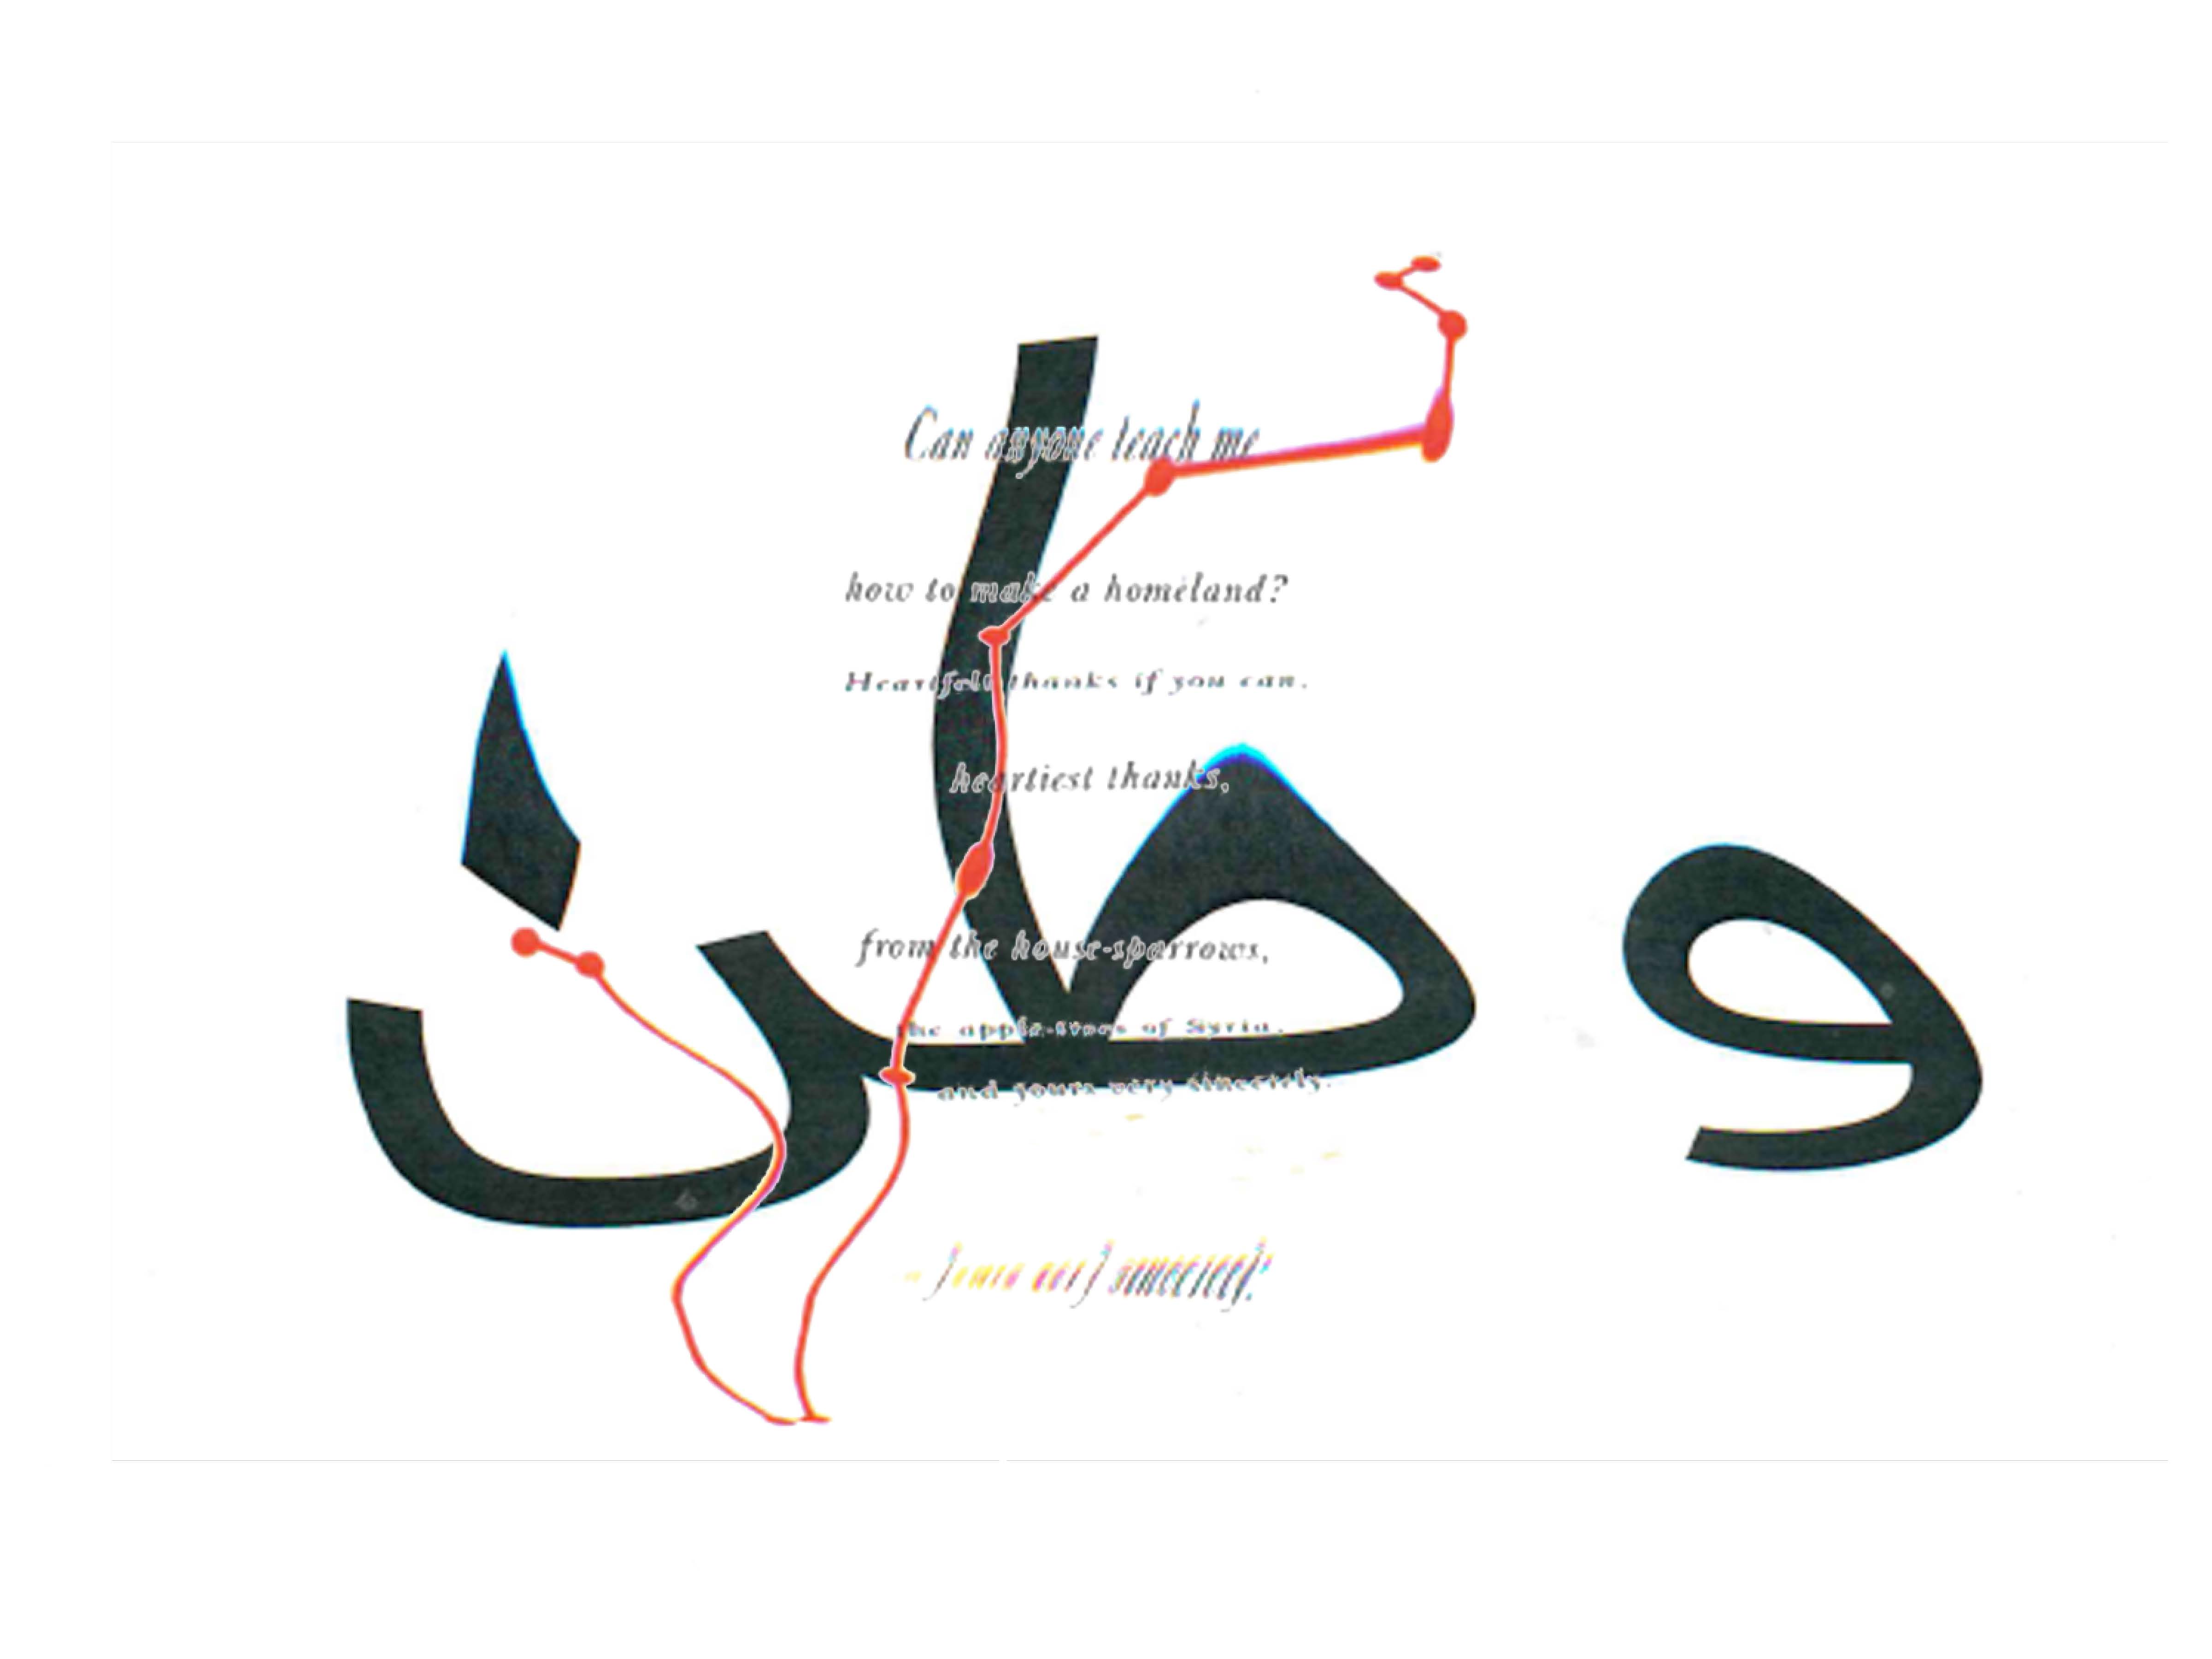 وطن
Can anyone teach me
how to make a homeland?
Heartfelt thanks if you can,
heartiest thanks,
from the house-sparrows,
the apple-trees of Syria,
and yours very sincerely.